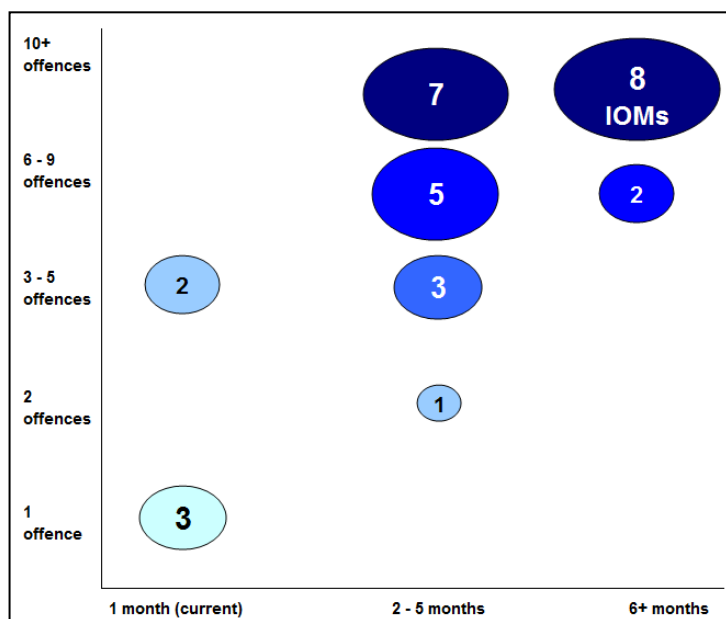 10+
offences
7
8
IOMs
6 - 9
offences
5
2
3 - 5
offences
2
3
2
offences
1
1
offence
3
1 month (current)
2 - 5 months
6+ months